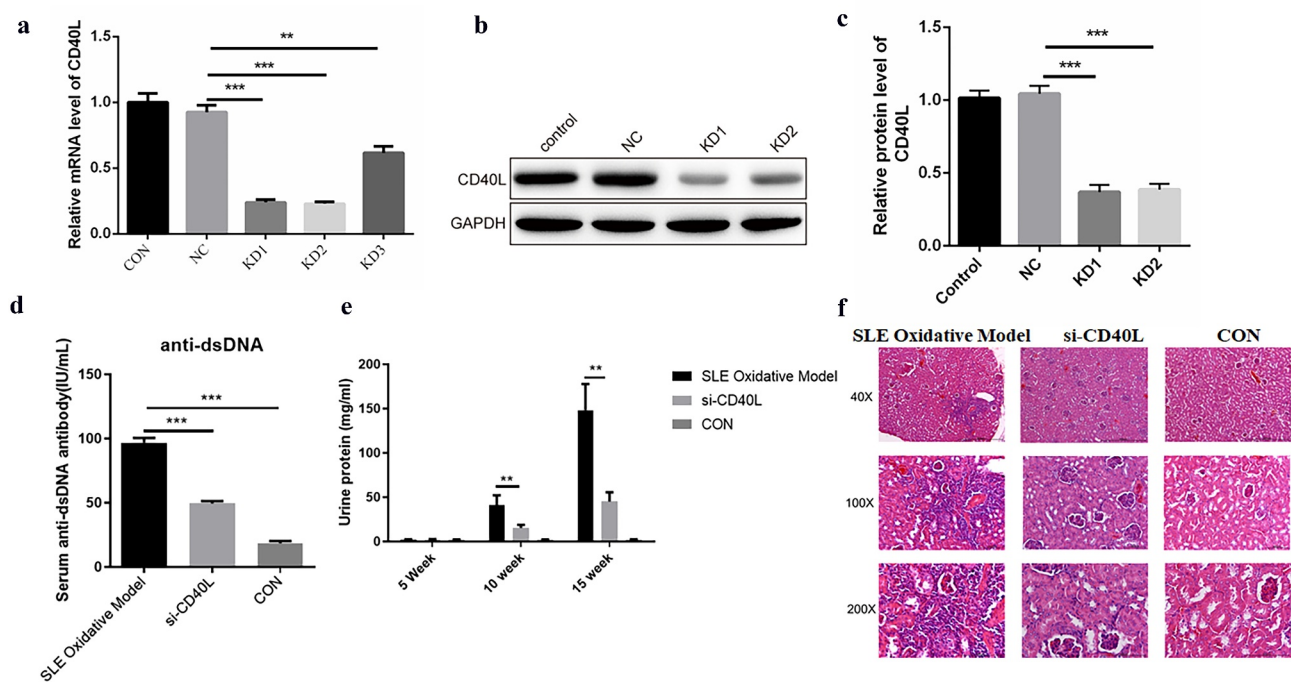 a
Relative mRNA level of CD40L
1.5
1.0
0.5
0.0
**
***
***
CON
NC
KD1
KD2
KD3
b
control
NC
KD1
KD2
CD40L
GAPDH
c
Relative protein level of
CD40L
1.5
1.0
0.5
0.0
***
***
Control
NC
KD1
KD2
d
anti-dsDNA
Serum anti-dsDNA antibody(IU/mL)
150
100
50
0
***
***
SLE Oxidative Model
si-CD40L
CON
e
Urine protein (mg/ml)
200
150
100
50
0
**
**
5 Week
10 week
15 week
SLE Oxidative Model
si-CD40L
CON
f
SLE Oxidative Model
si-CD40L
CON
40X
100X
200X